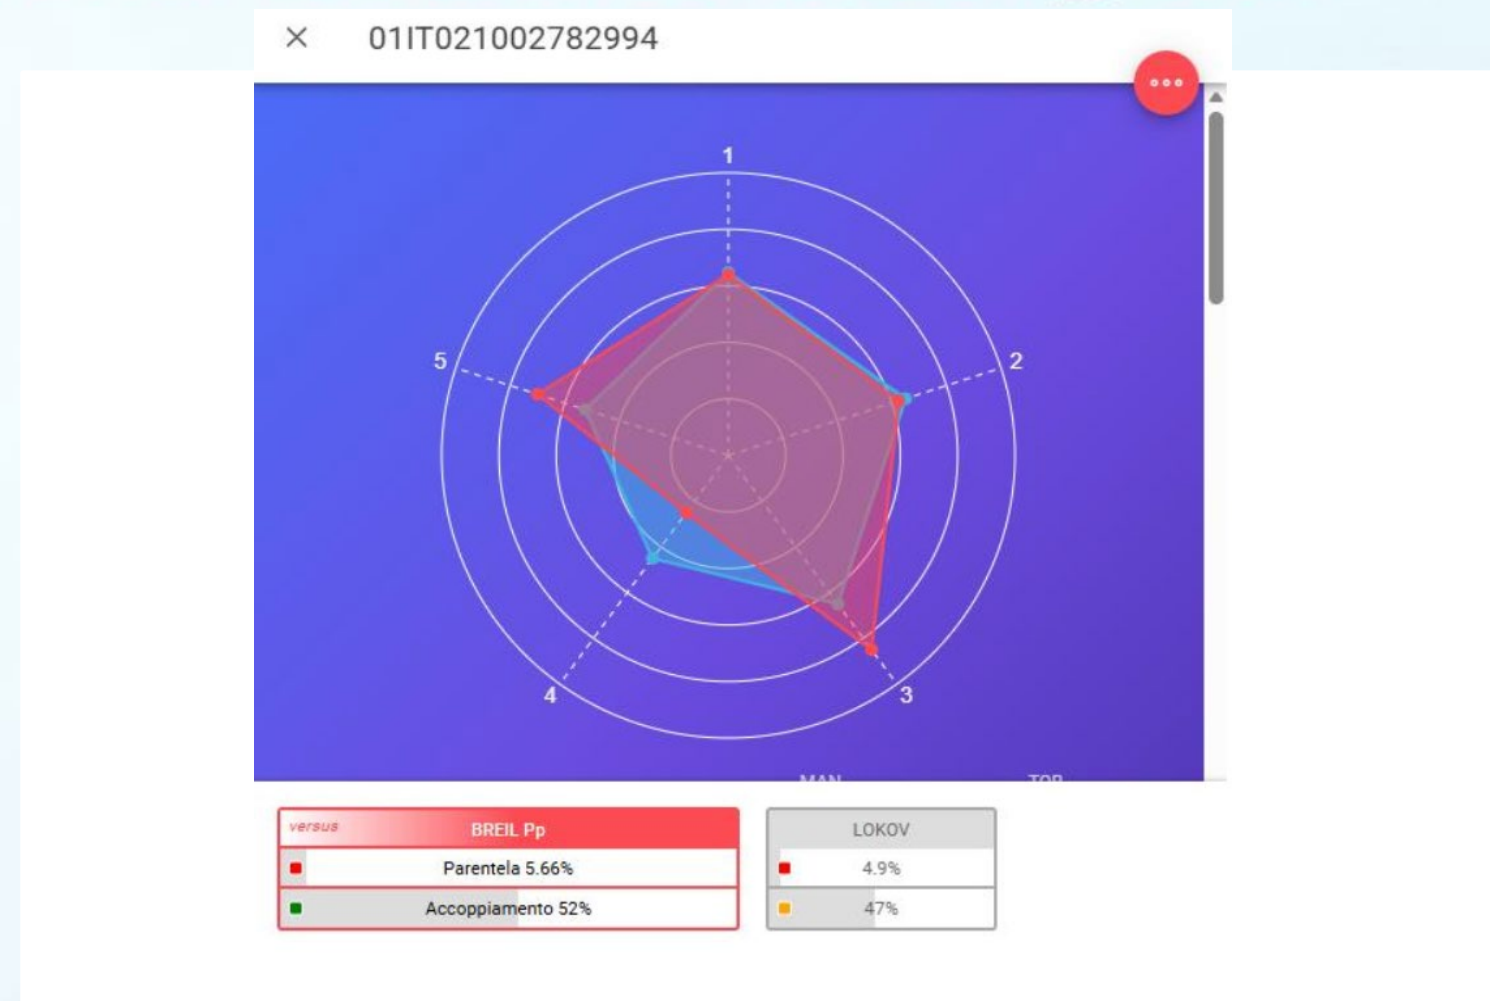 01IT021002782994
1
5
2
4
3
versus
BREIL Pp
LOKOV
Parentela 5.66%
4.9%
Accoppiamento 52%
47%